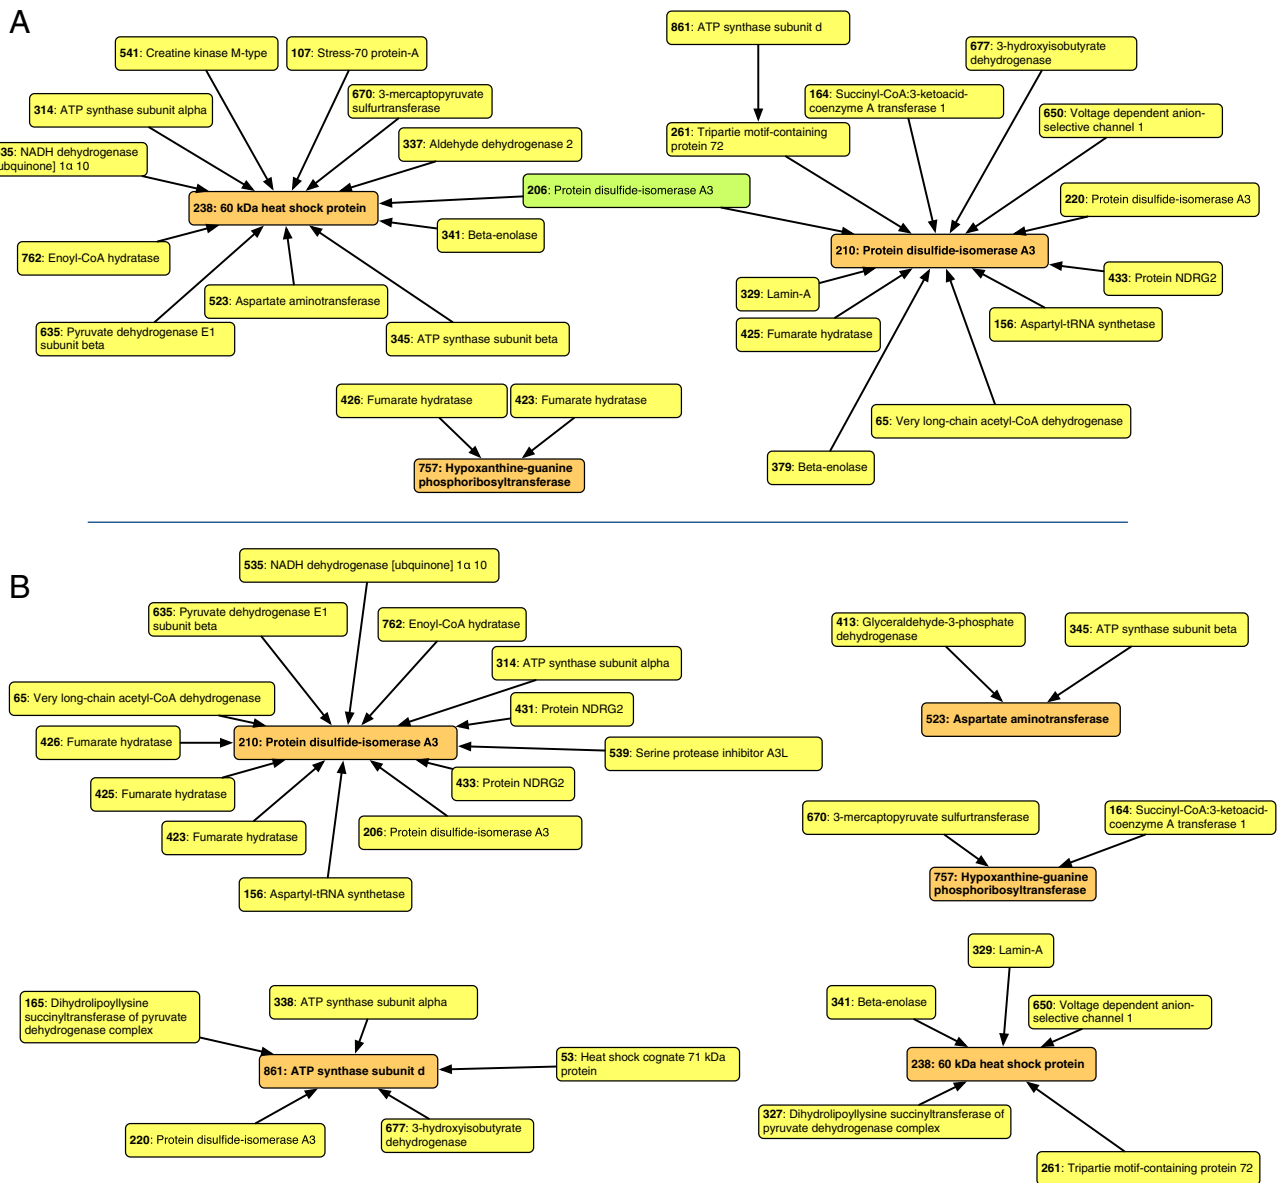 A
541: Creatine kinase M-type
107: Stress-70 protein-A
314: ATP synthase subunit alpha
670: 3-mercaptopyruvate
sulfurtransferase
35: NADH dehydrogenase
ubquinone] 1α 10
337: Aldehyde dehydrogenase 2
238: 60 kDa heat shock protein
206: Protein disulfide-isomerase A3
341: Beta-enolase
762: Enoyl-CoA hydratase
523: Aspartate aminotransferase
635: Pyruvate dehydrogenase E1
subunit beta
345: ATP synthase subunit beta
861: ATP synthase subunit d
677: 3-hydroxyisobutyrate
dehydrogenase
164: Succinyl-CoA:3-ketoacid-
coenzyme A transferase 1
650: Voltage dependent anion-
selective channel 1
261: Tripartie motif-containing
protein 72
220: Protein disulfide-isomerase A3
210: Protein disulfide-isomerase A3
433: Protein NDRG2
329: Lamin-A
425: Fumarate hydratase
156: Aspartyl-tRNA synthetase
65: Very long-chain acetyl-CoA dehydrogenase
379: Beta-enolase
426: Fumarate hydratase
423: Fumarate hydratase
757: Hypoxanthine-guanine
phosphoribosyltransferase
B
535: NADH dehydrogenase [ubquinone] 1α 10
635: Pyruvate dehydrogenase E1
subunit beta
762: Enoyl-CoA hydratase
314: ATP synthase subunit alpha
65: Very long-chain acetyl-CoA dehydrogenase
431: Protein NDRG2
426: Fumarate hydratase
210: Protein disulfide-isomerase A3
539: Serine protease inhibitor A3L
425: Fumarate hydratase
433: Protein NDRG2
423: Fumarate hydratase
206: Protein disulfide-isomerase A3
156: Aspartyl-tRNA synthetase
413: Glyceraldehyde-3-phosphate
dehydrogenase
345: ATP synthase subunit beta
523: Aspartate aminotransferase
670: 3-mercaptopyruvate sulfurtransferase
164: Succinyl-CoA:3-ketoacid-
coenzyme A transferase 1
757: Hypoxanthine-guanine
phosphoribosyltransferase
165: Dihydrolipoyllysine
succinyltransferase of pyruvate
dehydrogenase complex
338: ATP synthase subunit alpha
861: ATP synthase subunit d
53: Heat shock cognate 71 kDa
protein
220: Protein disulfide-isomerase A3
677: 3-hydroxyisobutyrate
dehydrogenase
329: Lamin-A
341: Beta-enolase
650: Voltage dependent anion-
selective channel 1
238: 60 kDa heat shock protein
327: Dihydrolipoyllysine succinyltransferase of
pyruvate dehydrogenase complex
261: Tripartie motif-containing protein 72